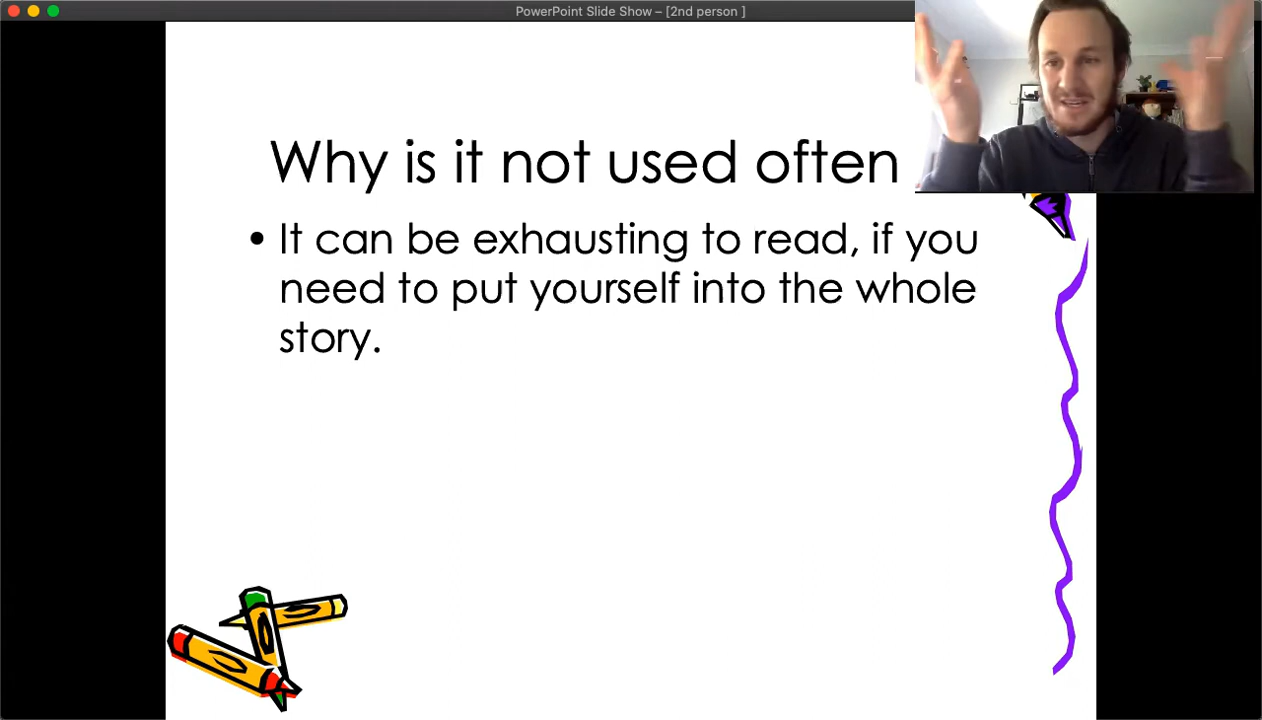 PowerPoint Slide Show – [2nd person ]
Why is it not used often
• It can be exhausting to read, if you
need to put yourself into the whole
story.